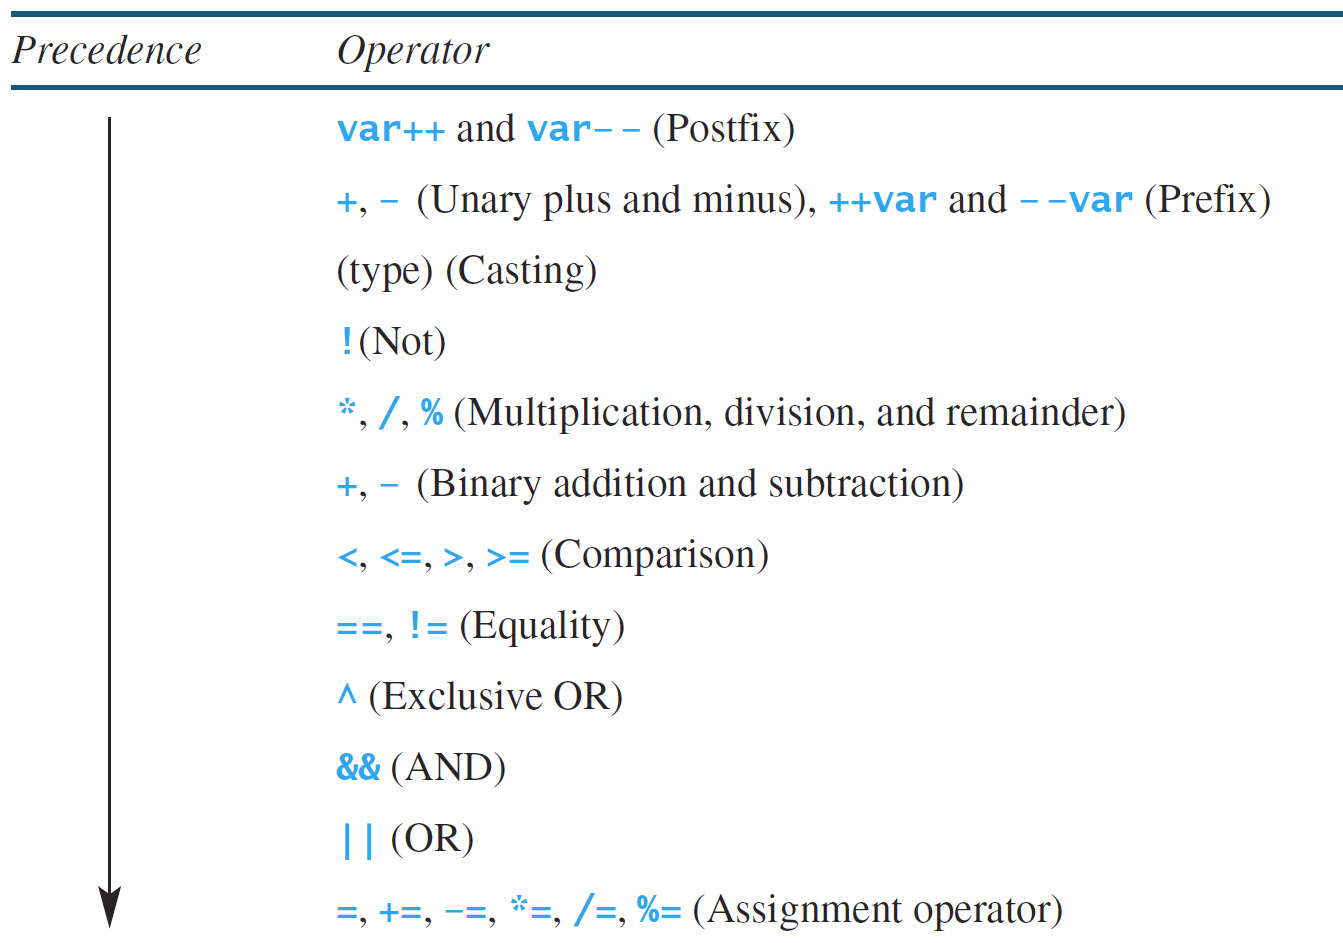 Precedence Operator
var++ and var-- (Postfix)
+, - (Unary plus and minus), ++var and --var (Prefix)
(type) (Casting)
!(Not)
*, /, % (Multiplication, division, and remainder)
+, - (Binary addition and subtraction)
<, <=, >, >= (Comparison)
==, != (Equality)
^ (Exclusive OR)
&& (AND)
|| (OR)
=, +=, -=, *=, /=, %= (Assignment operator)